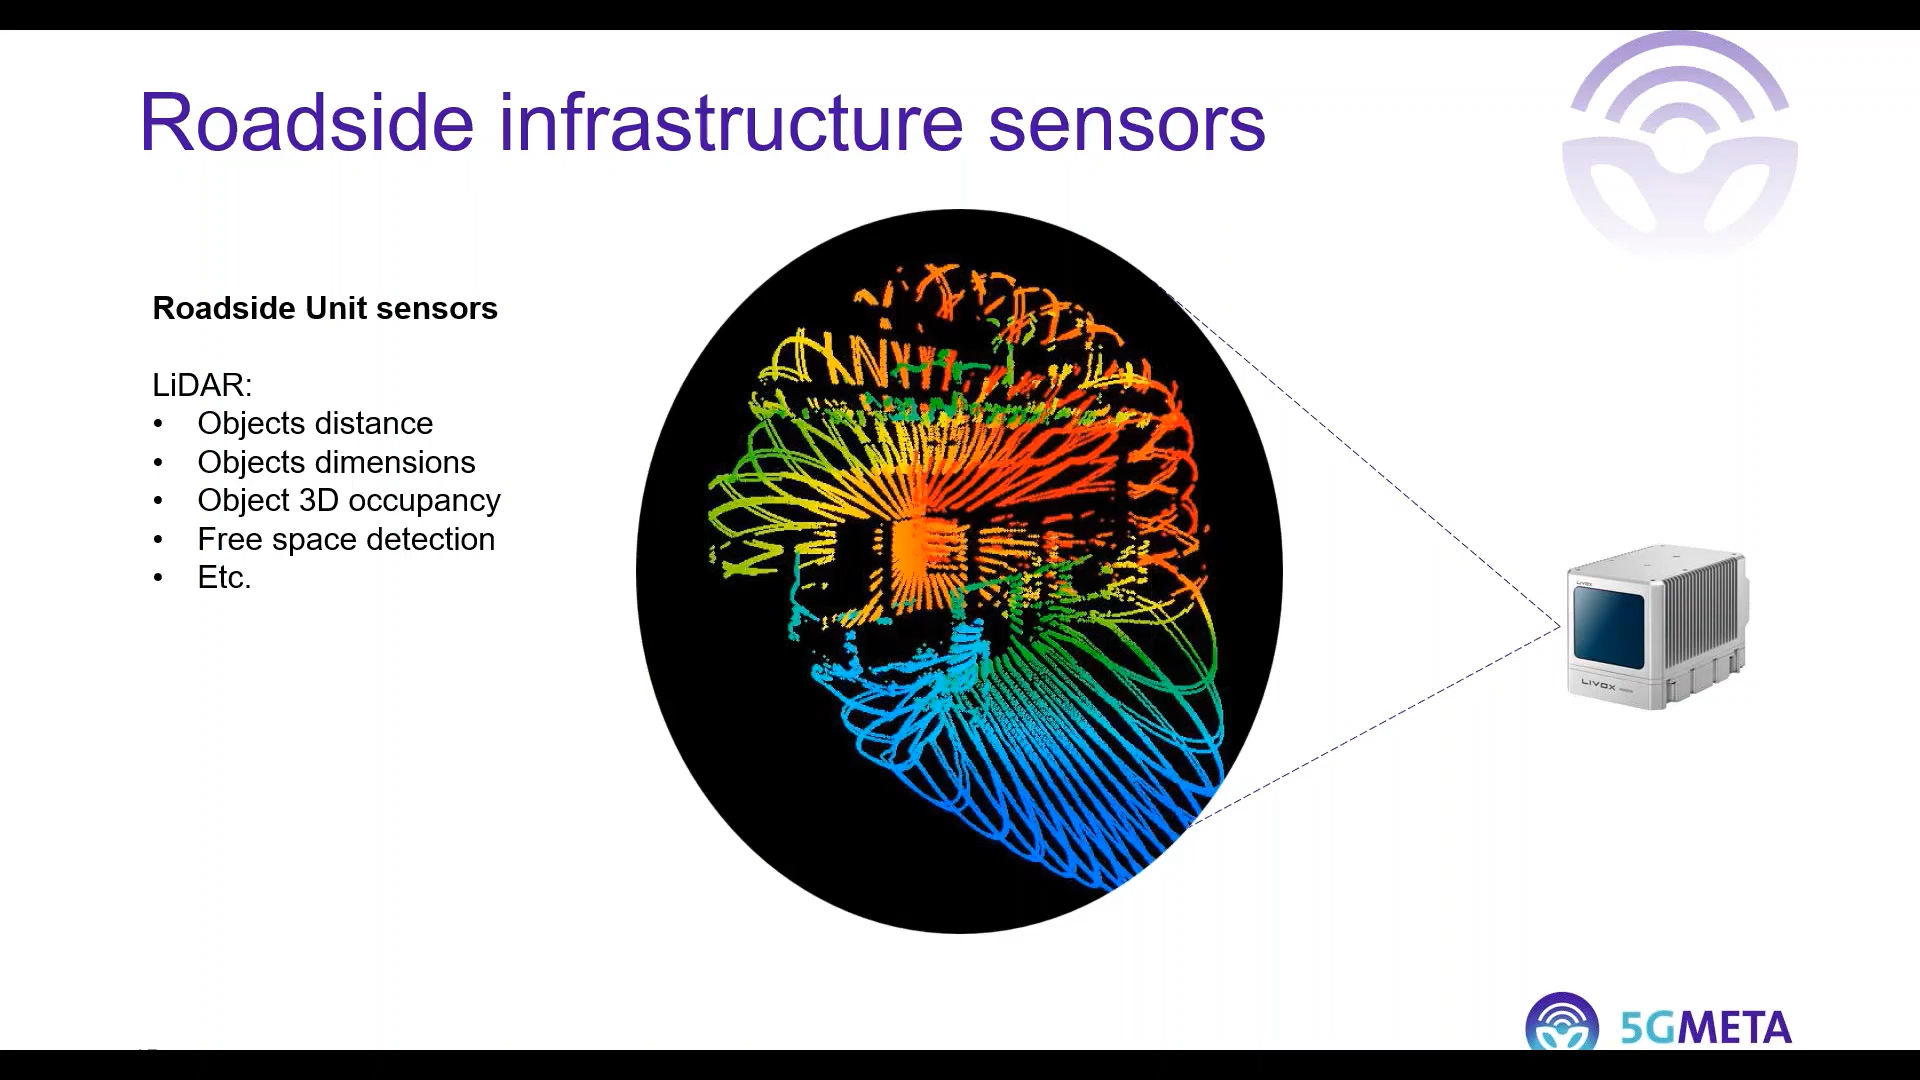 Roadside infrastructure sensors
Roadside Unit sensors
LiDAR:
• Objects distance
• Objects dimensions
• Object 3D occupancy
• Free space detection
• Etc.
LIVOX
LIVOX
5GMETA